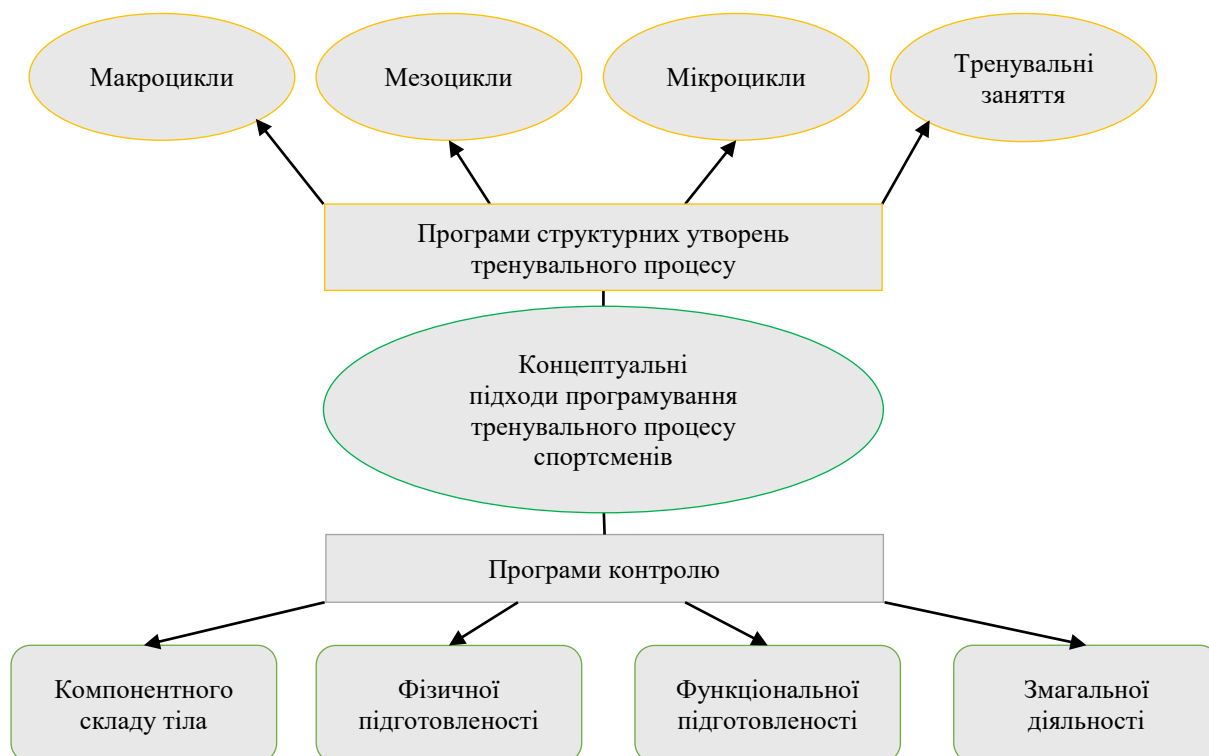 Макроцикли
Мезоцикли
Мікроцикли
Тренувальні
заняття
Програми структурних утворень
тренувального процесу
Концептуальні
підходи програмування
тренувального процесу
спортсменів
Програми контролю
Компонентного
складу тіла
Фізичної
підготовленості
Функціональної
підготовленості
Змагальної
діяльності